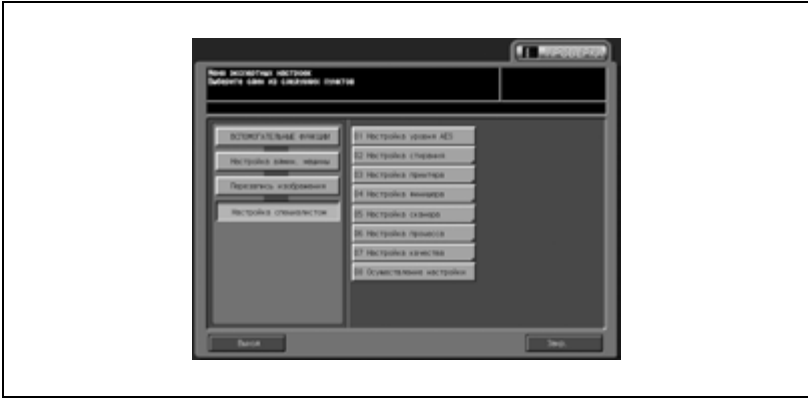 ПРОВЕРКА
Меню экспертных настроек
Выберите один из следующих пунктов
ВСПОМОГАТЕЛЬНЫЕ ФУНКЦИИ
Настройка админ. машины
Перезапись изображения
Настройка специалистом
01 Настройка уровня AES
02 Настройка стирания
03 Настройка принтера
04 Настройка финишера
05 Настройка сканера
06 Настройка процесса
07 Настройка качества
08 Осуществление настройки
Выход
Закр.